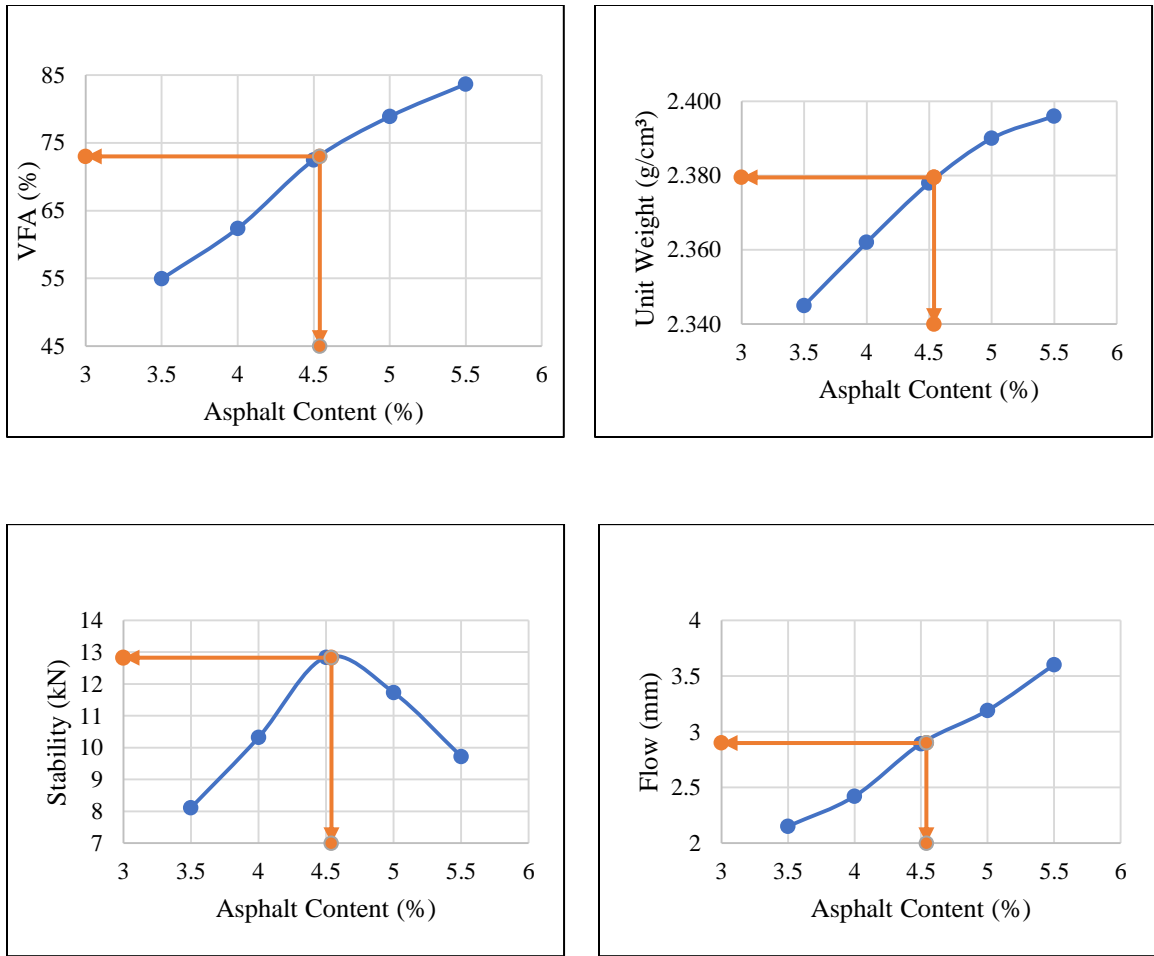 85
75
65
55
45
VFA (%)
3 3.5 4 4.5 5 5.5 6
Asphalt Content (%)
2.400
2.380
2.360
2.340
Unit Weight (g/cm³)
3 3.5 4 4.5 5 5.5 6
Asphalt Content (%)
14
13
12
11
10
9
8
7
Stability (kN)
3 3.5 4 4.5 5 5.5 6
Asphalt Content (%)
4
3.5
3
2.5
2
Flow (mm)
3 3.5 4 4.5 5 5.5 6
Asphalt Content (%)